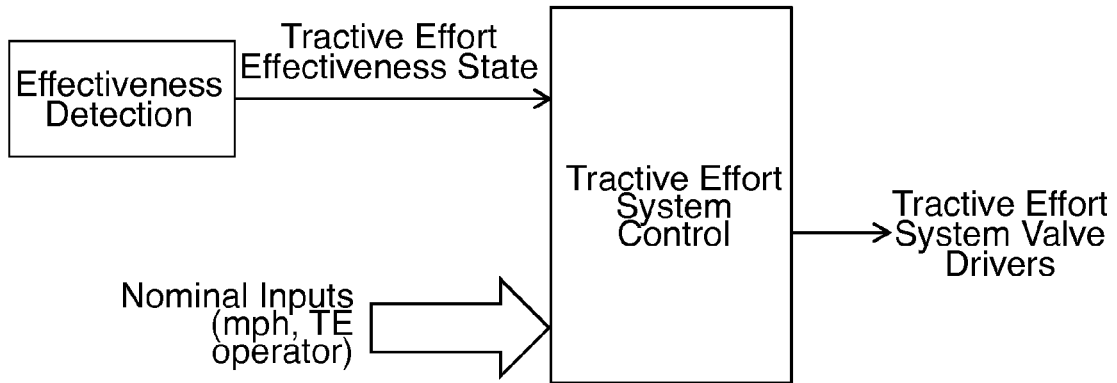 Tractive Effort
Effectiveness State
Effectiveness
Detection
Tractive Effort
System
Control
Tractive Effort
System Valve
Drivers
Nominal Inputs
(mph, TE
operator)